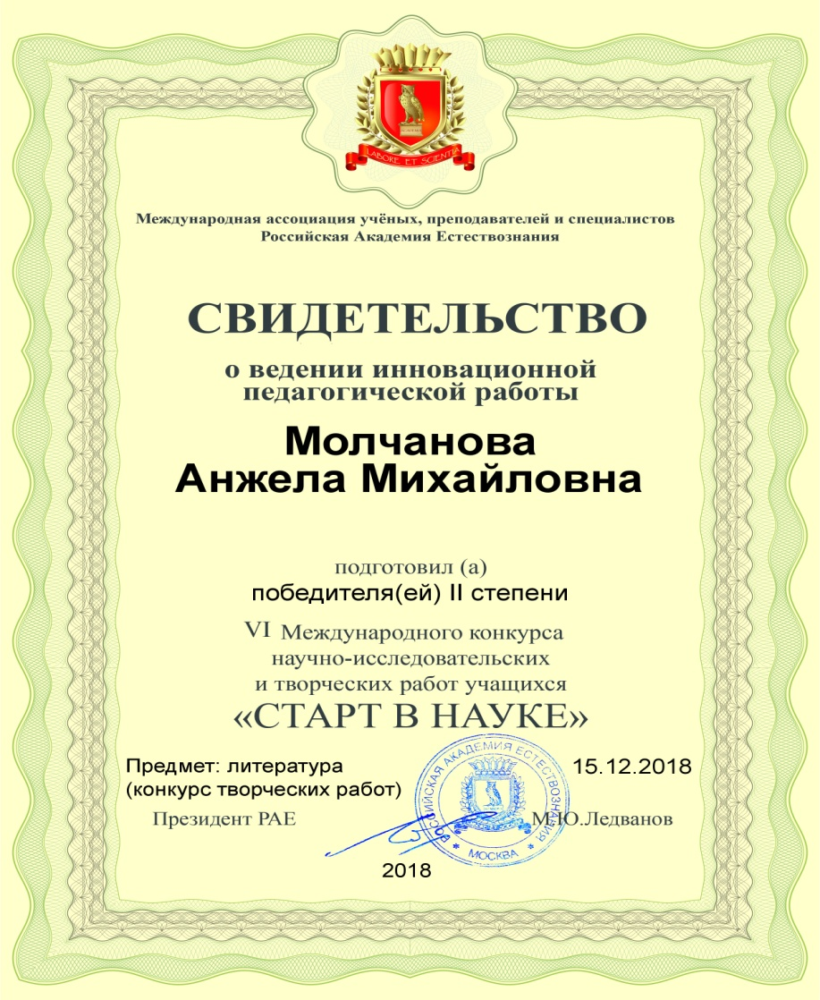 LABORE ET SCIENTIA
Международная ассоциация учёных, преподавателей и специалистов
Российская Академия Естествознания
СВИДЕТЕЛЬСТВО
о ведении инновационной
педагогической работы
Молчанова
Анжела Михайловна
подготовил (а)
победителя(ей) II степени
VI Международного конкурса
научно-исследовательских
и творческих работ учащихся
«СТАРТ В НАУКЕ»
Предмет: литература
(конкурс творческих работ)
15.12.2018
Президент РАЕ
РОССИЙСКАЯ АКАДЕМИЯ ЕСТЕСТВОЗНАНИЯ
* МОСКВА *
М.Ю.Ледванов
2018